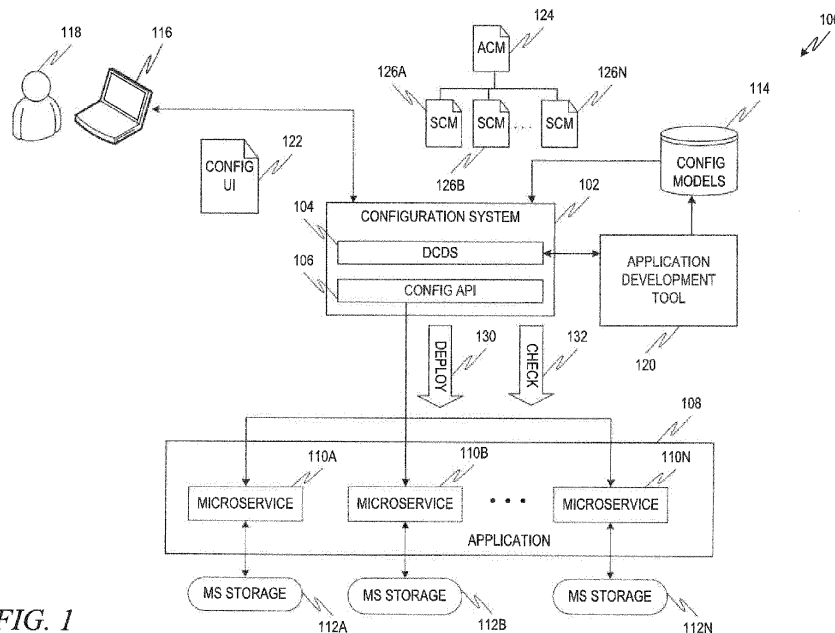 118
116
124
ACM
126A
126N
SCM
SCM
...
SCM
126B
114
CONFIG
MODELS
CONFIG
UI
122
102
CONFIGURATION SYSTEM
104
DCDS
106
CONFIG API
APPLICATION
DEVELOPMENT
TOOL
120
DEPLOY
130
CHECK
132
108
110A
110B
110N
MICROSERVICE
MICROSERVICE
• • •
MICROSERVICE
APPLICATION
MS STORAGE
MS STORAGE
MS STORAGE
112A
112B
112N
FIG. 1